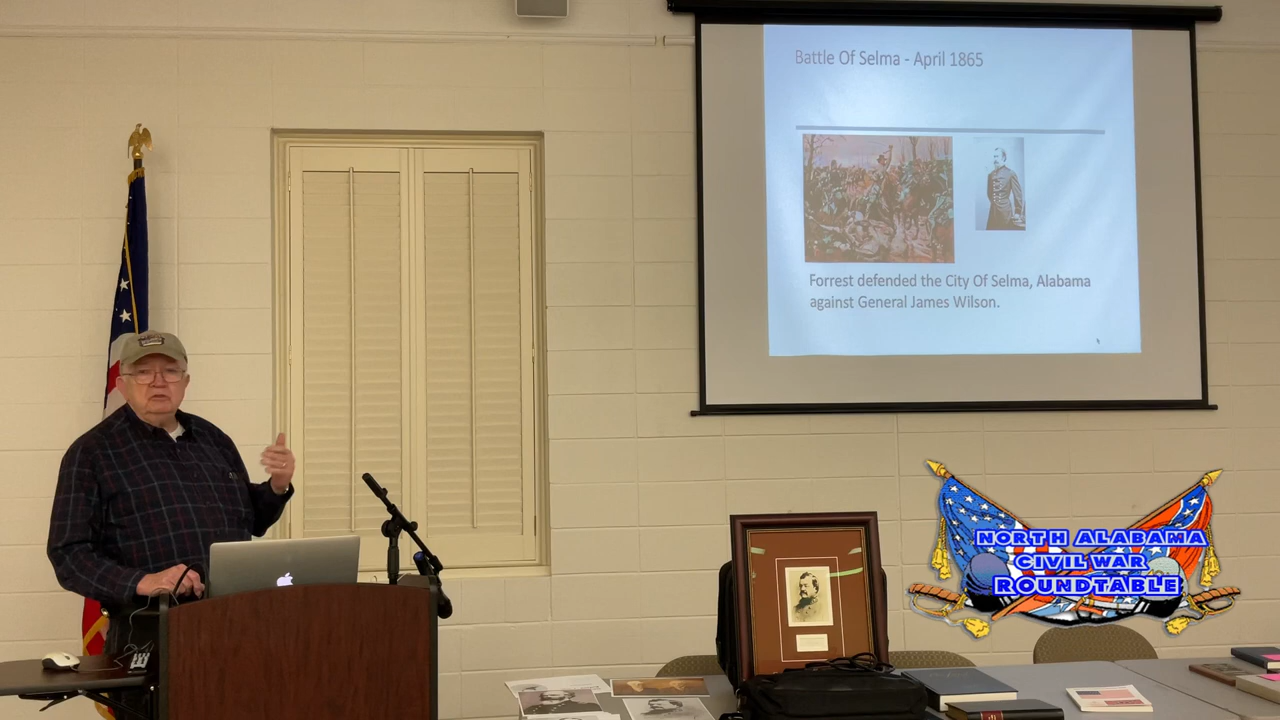 Battle Of Selma - April 1865
Forrest defended the City Of Selma, Alabama
against General James Wilson.
NORTH ALABAMA
CIVIL WAR
ROUNDTABLE